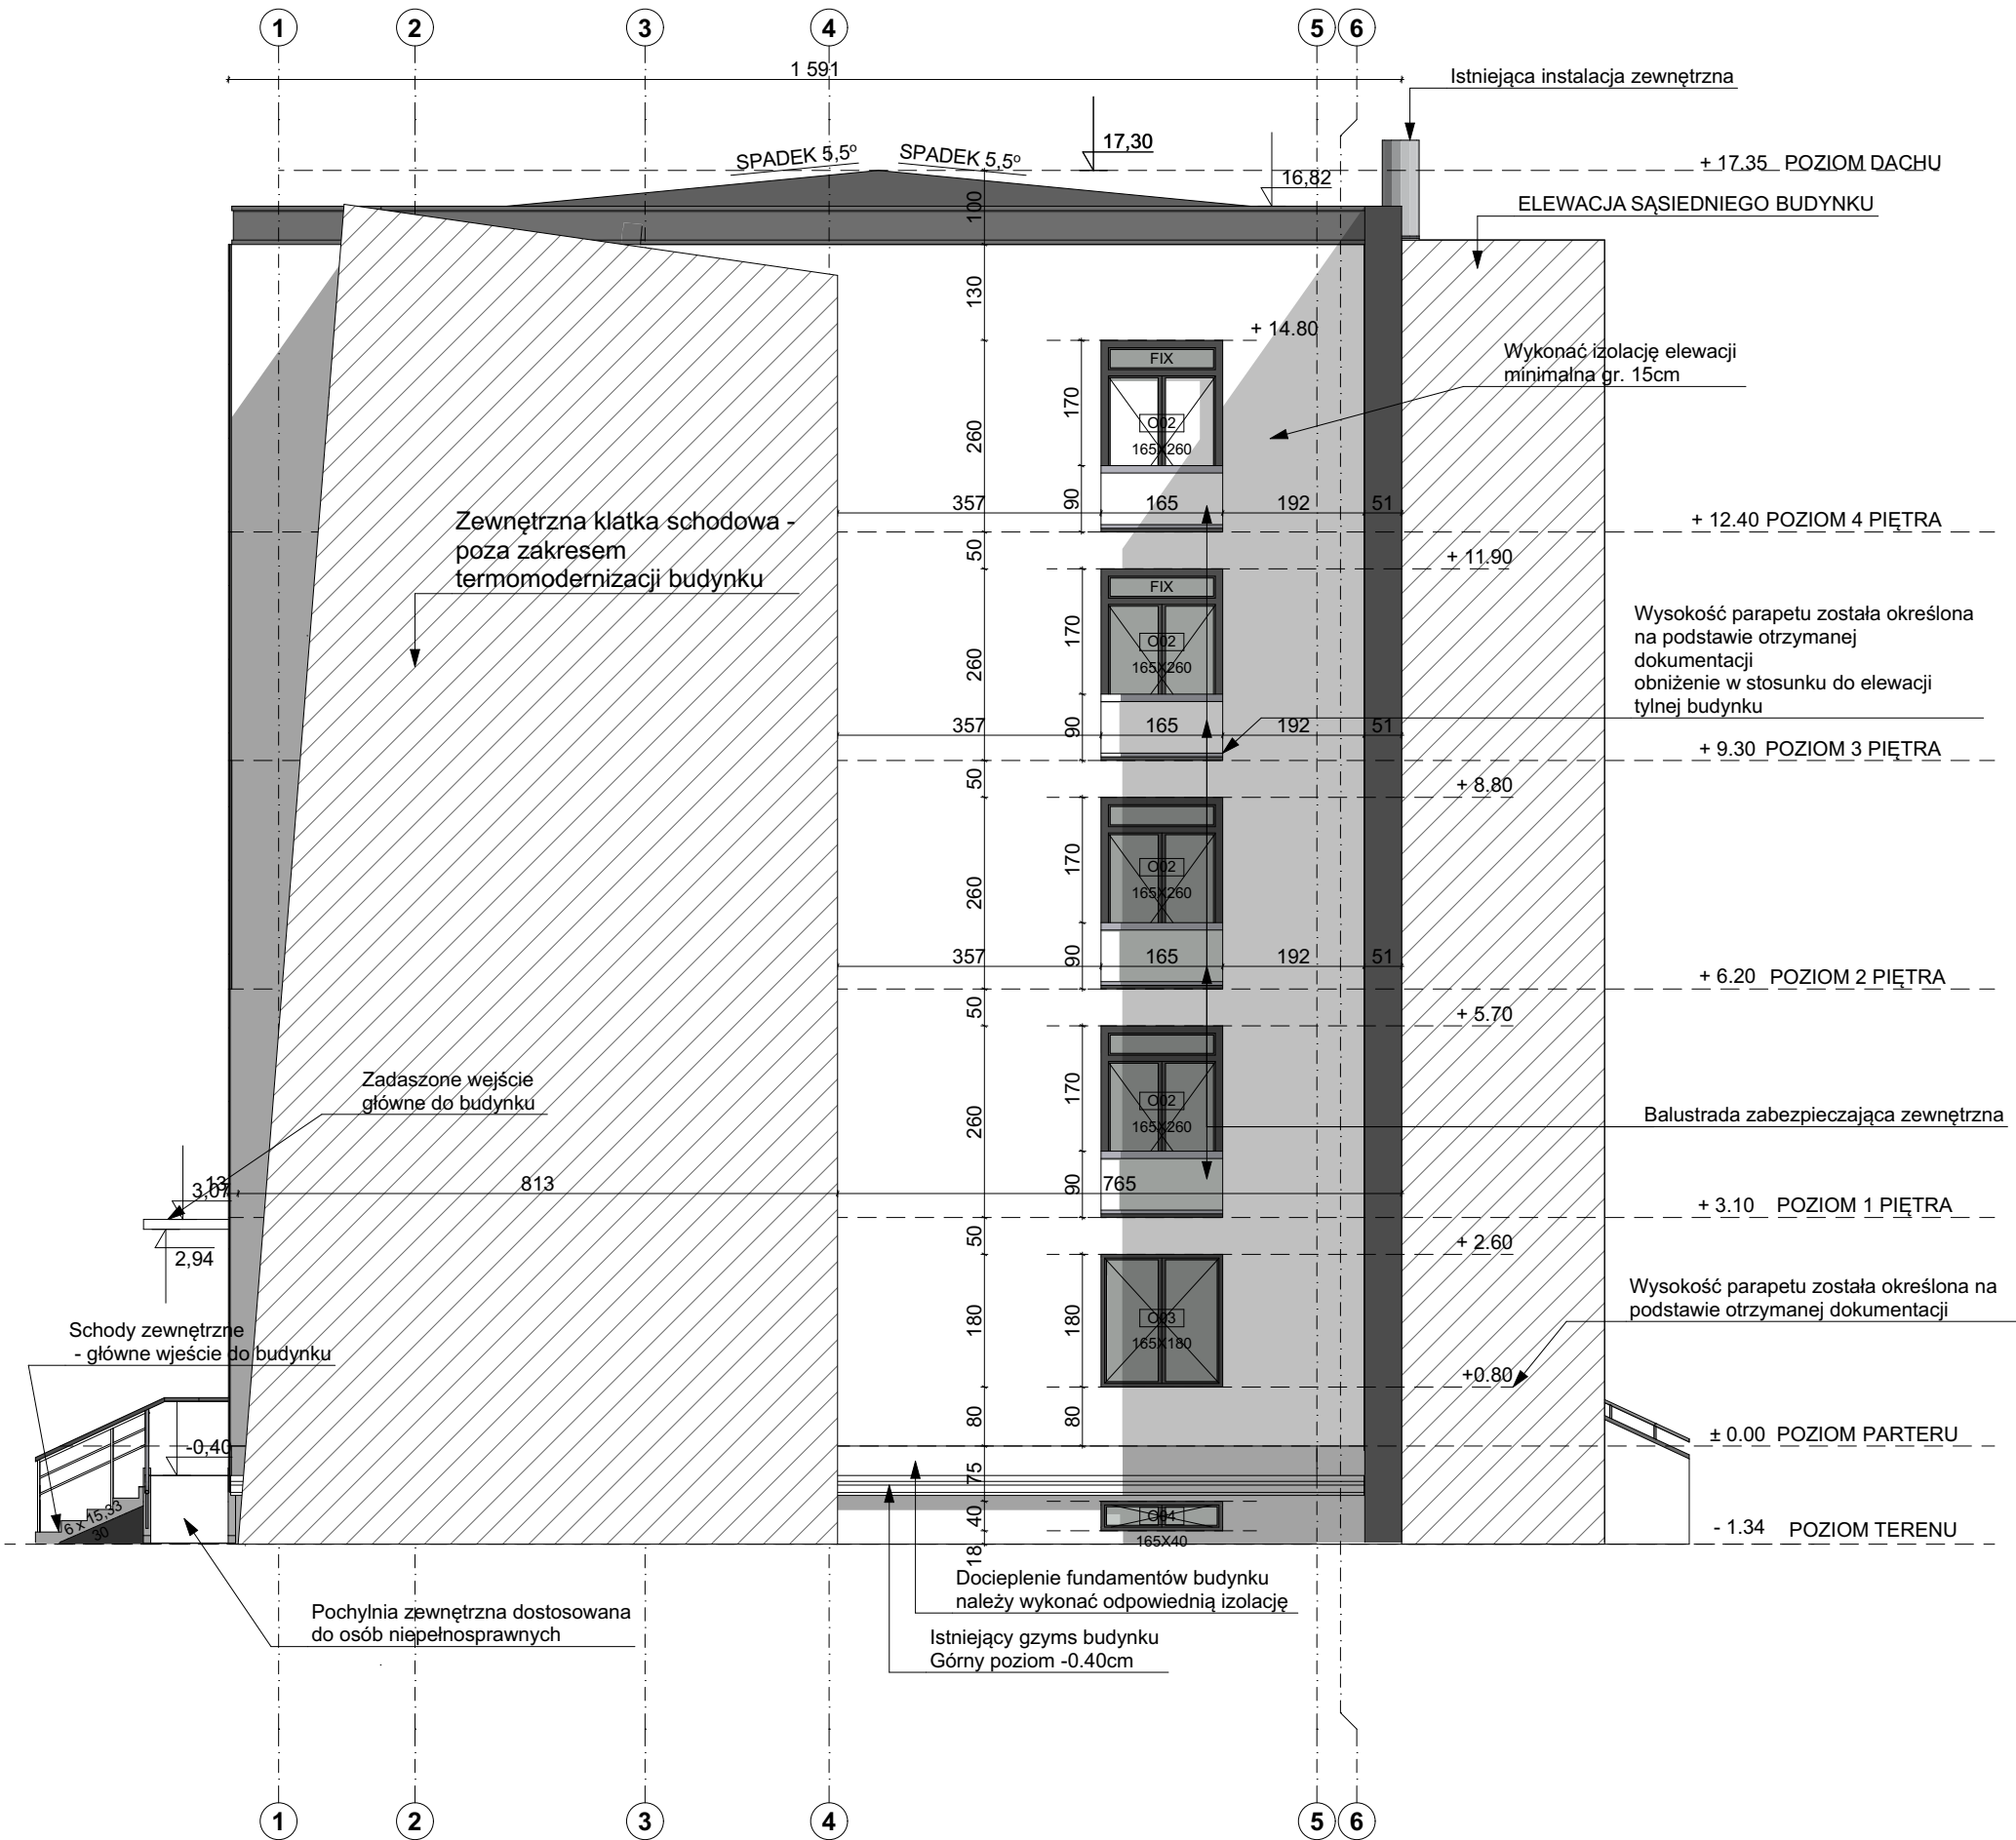 1 2 3 4 5 6
1 591
Istniejąca instalacja zewnętrzna
SPADEK 5,5º SPADEK 5,5º
17,30
+ 17.35 POZIOM DACHU
16,82
ELEWACJA SĄSIEDNIEGO BUDYNKU
100
130
+ 14.80
FIX
Wykonać izolację elewacji
minimalna gr. 15cm
170
260
O02
165X260
90
357 165 192 51
Zewnętrzna klatka schodowa -
poza zakresem
termomodernizacji budynku
+ 12.40 POZIOM 4 PIĘTRA
50
+ 11.90
FIX
170
260
O02
165X260
Wysokość parapetu została określona
na podstawie otrzymanej
dokumentacji
obniżenie w stosunku do elewacji
tylnej budynku
90
357 165 192 51
+ 9.30 POZIOM 3 PIĘTRA
50
+ 8.80
170
260
O02
165X260
90
357 165 192 51
+ 6.20 POZIOM 2 PIĘTRA
50
+ 5.70
170
260
O02
165X260
Zadaszone wejście
główne do budynku
Balustrada zabezpieczająca zewnętrzna
90
13
813
765
3,07
+ 3.10 POZIOM 1 PIĘTRA
50
+ 2.60
2,94
180
180
O03
165X180
Wysokość parapetu została określona na
podstawie otrzymanej dokumentacji
Schody zewnętrzne
- główne wjeście do budynku
+0.80
80
80
-0,40
± 0.00 POZIOM PARTERU
75
6 x 15,33
30
40
O04
165X40
18
- 1.34 POZIOM TERENU
Docieplenie fundamentów budynku
należy wykonać odpowiednią izolację
Pochylnia zewnętrzna dostosowana
do osób niepełnosprawnych
Istniejący gzyms budynku
Górny poziom -0.40cm
1 2 3 4 5 6